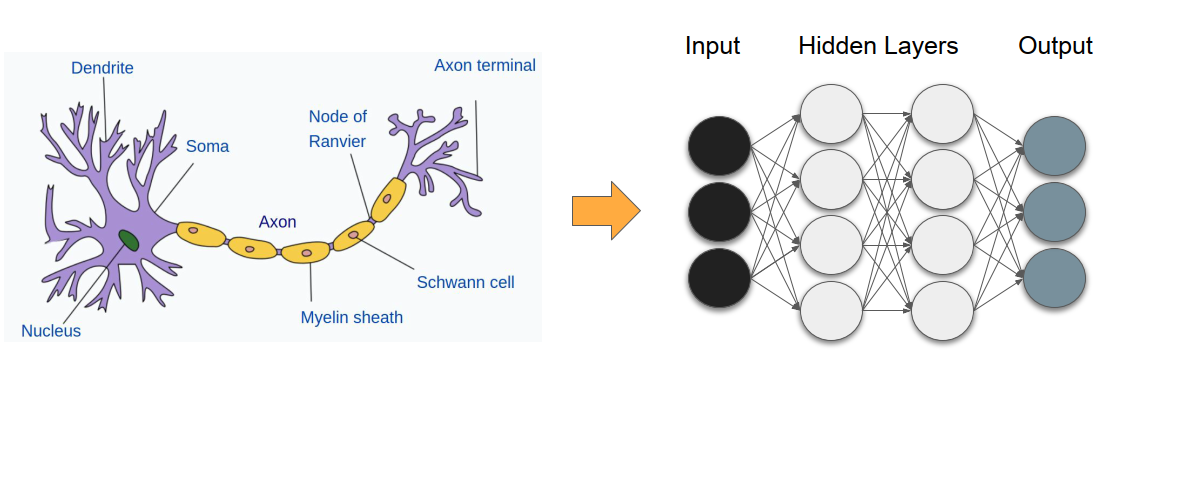 Input
Hidden Layers
Output
Dendrite
Axon terminal
Node of
Ranvier
Soma
Axon
Schwann cell
Myelin sheath
Nucleus